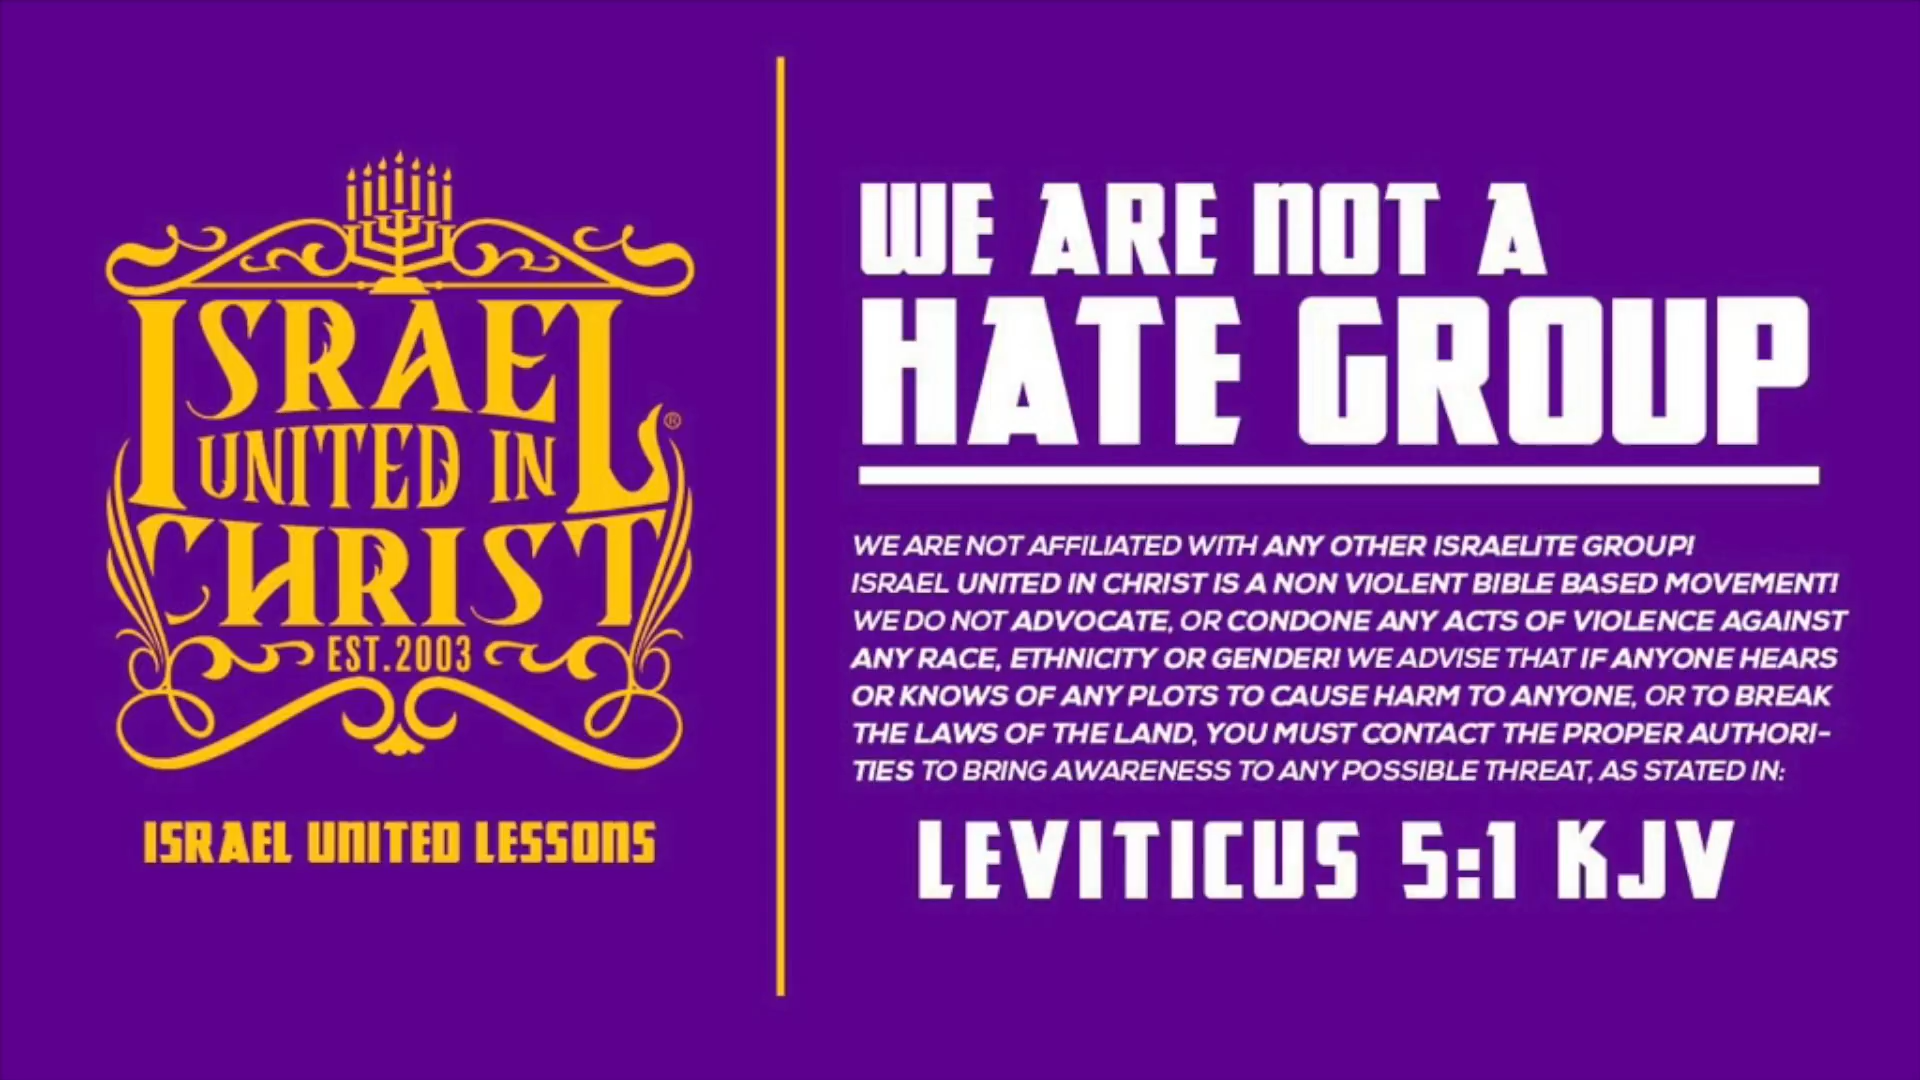 ISRAEL
UNITED IN
CHRIST
®
EST.2003
ISRAEL UNITED LESSONS
WE ARE NOT A
HATE GROUP
WE ARE NOT AFFILIATED WITH ANY OTHER ISRAELITE GROUP!
ISRAEL UNITED IN CHRIST IS A NON VIOLENT BIBLE BASED MOVEMENT!
WE DO NOT ADVOCATE, OR CONDONE ANY ACTS OF VIOLENCE AGAINST
ANY RACE, ETHNICITY OR GENDER! WE ADVISE THAT IF ANYONE HEARS
OR KNOWS OF ANY PLOTS TO CAUSE HARM TO ANYONE, OR TO BREAK
THE LAWS OF THE LAND, YOU MUST CONTACT THE PROPER AUTHORI-
TIES TO BRING AWARENESS TO ANY POSSIBLE THREAT, AS STATED IN:
LEVITICUS 5:1 KJV